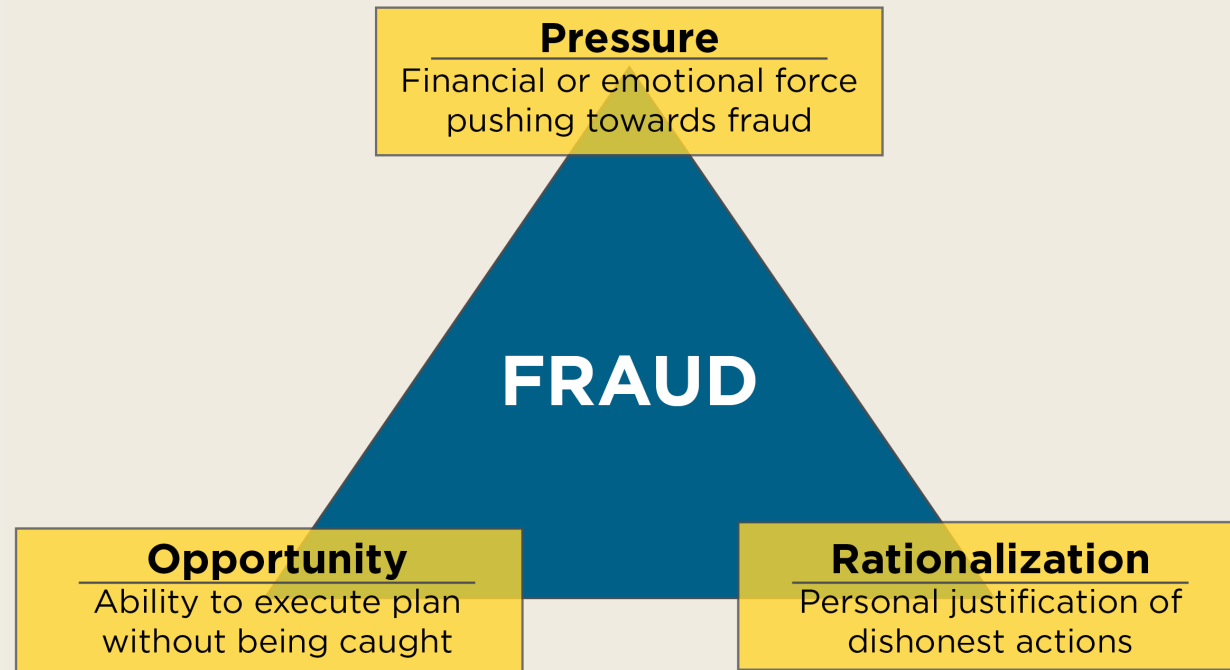 Pressure
Financial or emotional force
pushing towards fraud
FRAUD
Opportunity
Ability to execute plan
without being caught
Rationalization
Personal justification of
dishonest actions